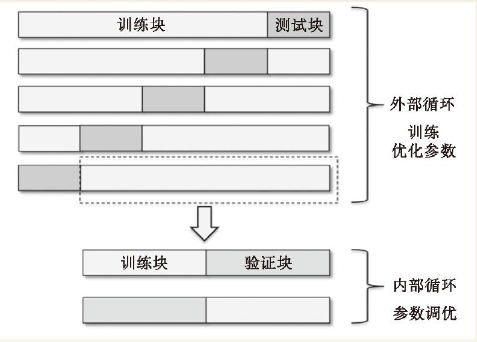 训练块
测试块
外部循环
训练
优化参数
训练块
验证块
内部循环
参数调优